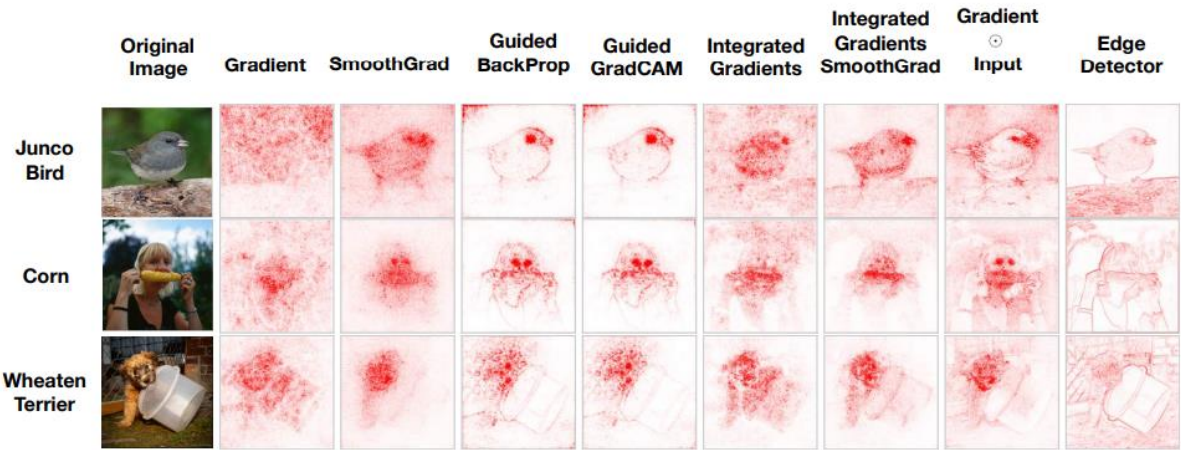 Original
Image
Gradient
SmoothGrad
Guided
BackProp
Guided
GradCAM
Integrated
Gradients
Integrated
Gradients
SmoothGrad
Gradient
⊙
Input
Edge
Detector
Junco
Bird
Corn
Wheaten
Terrier